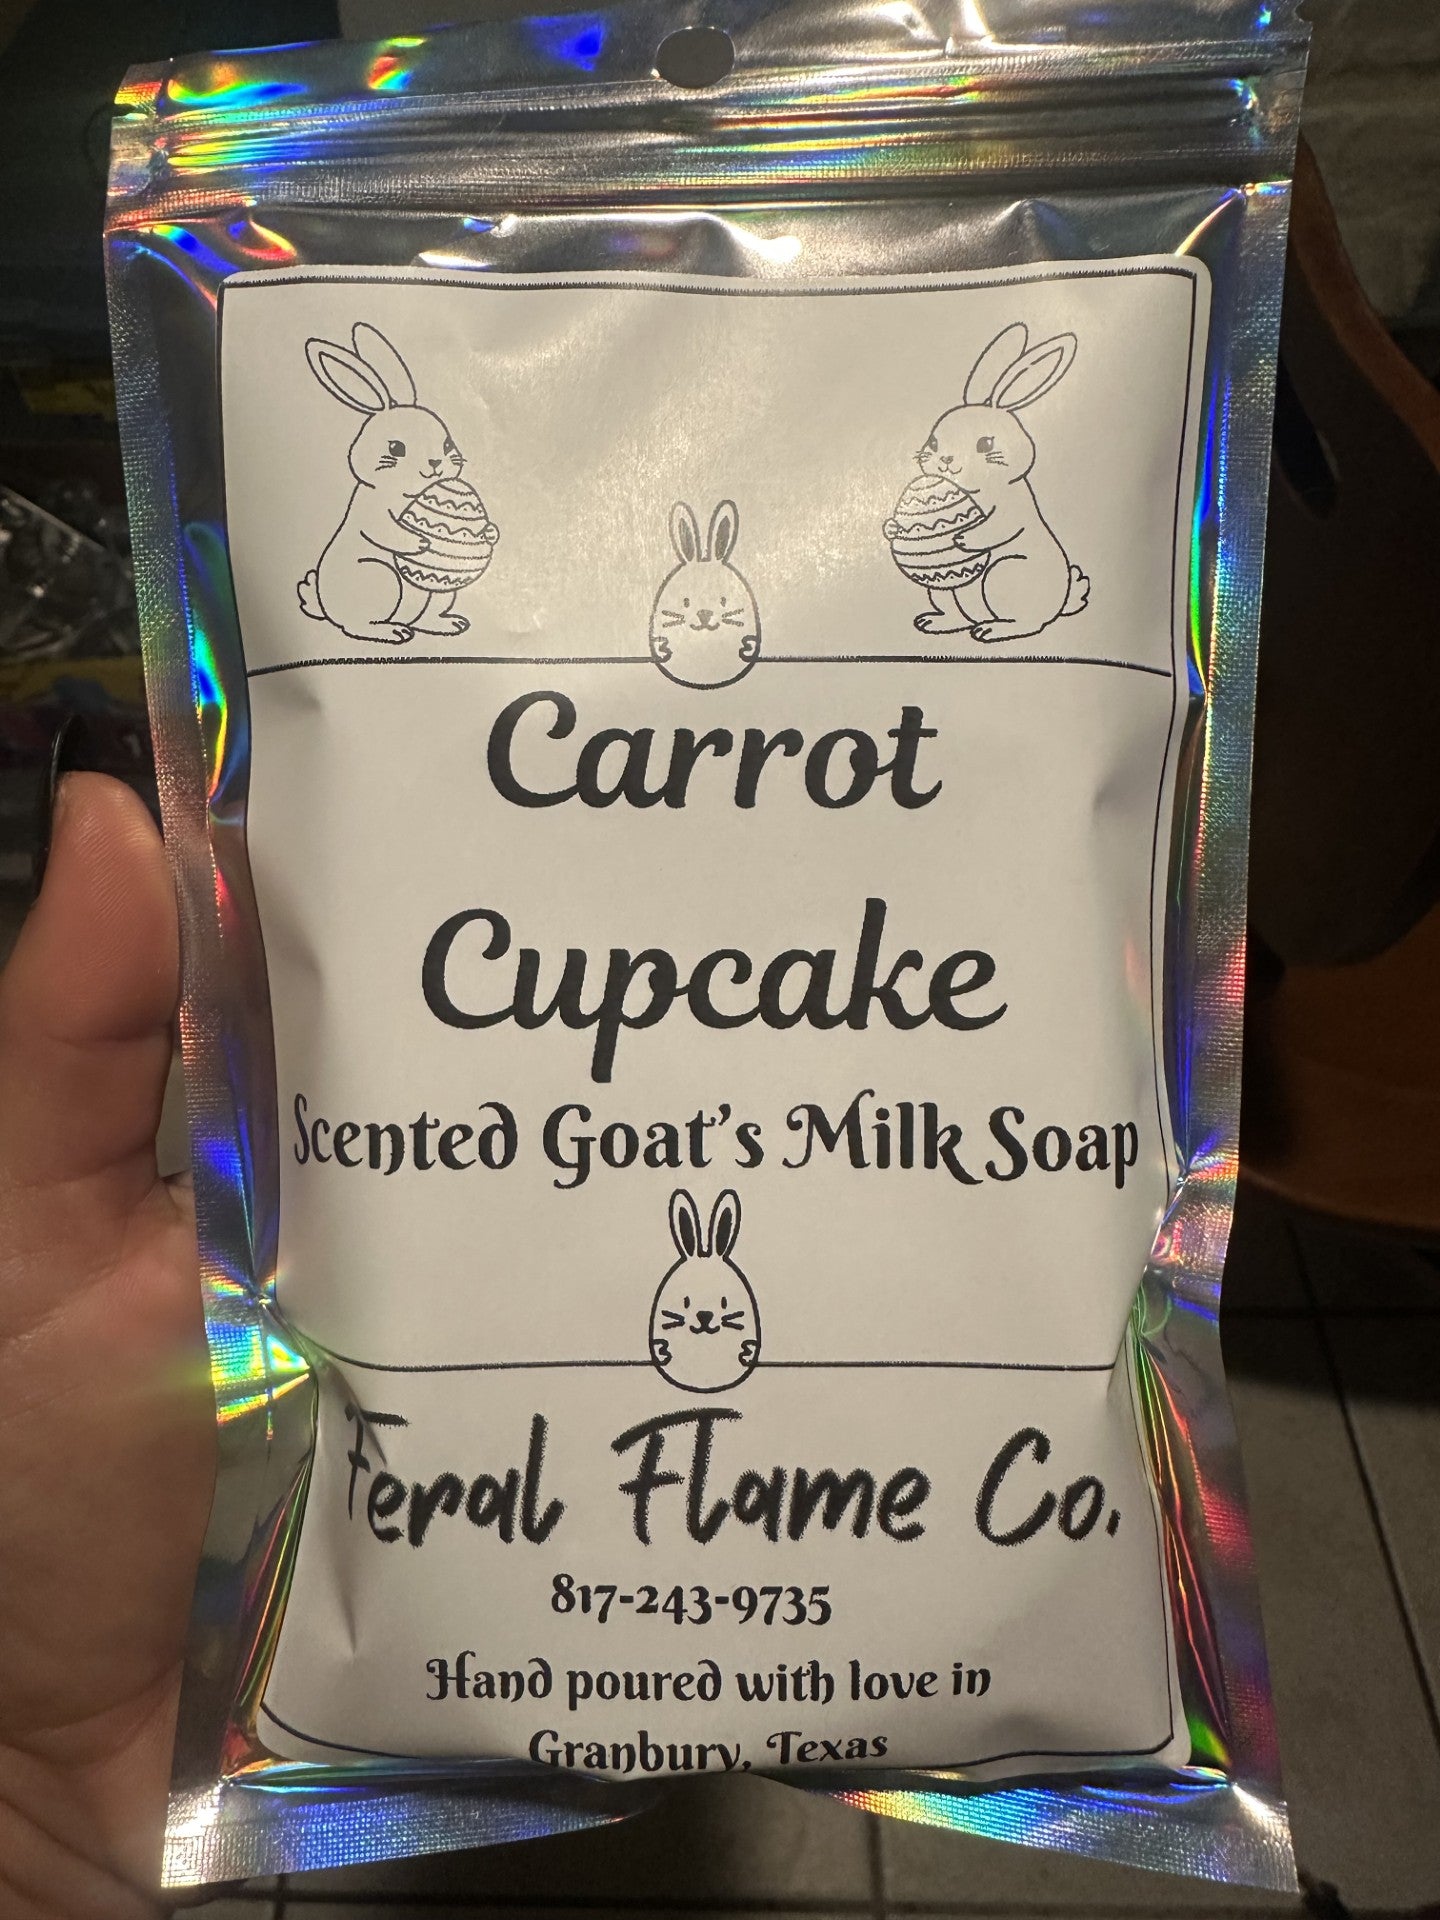 Carrot
Cupcake
Scented Goat's Milk Soap
Feral Flame Co.
817-243-9735
Hand poured with love in
Granbury, Texas